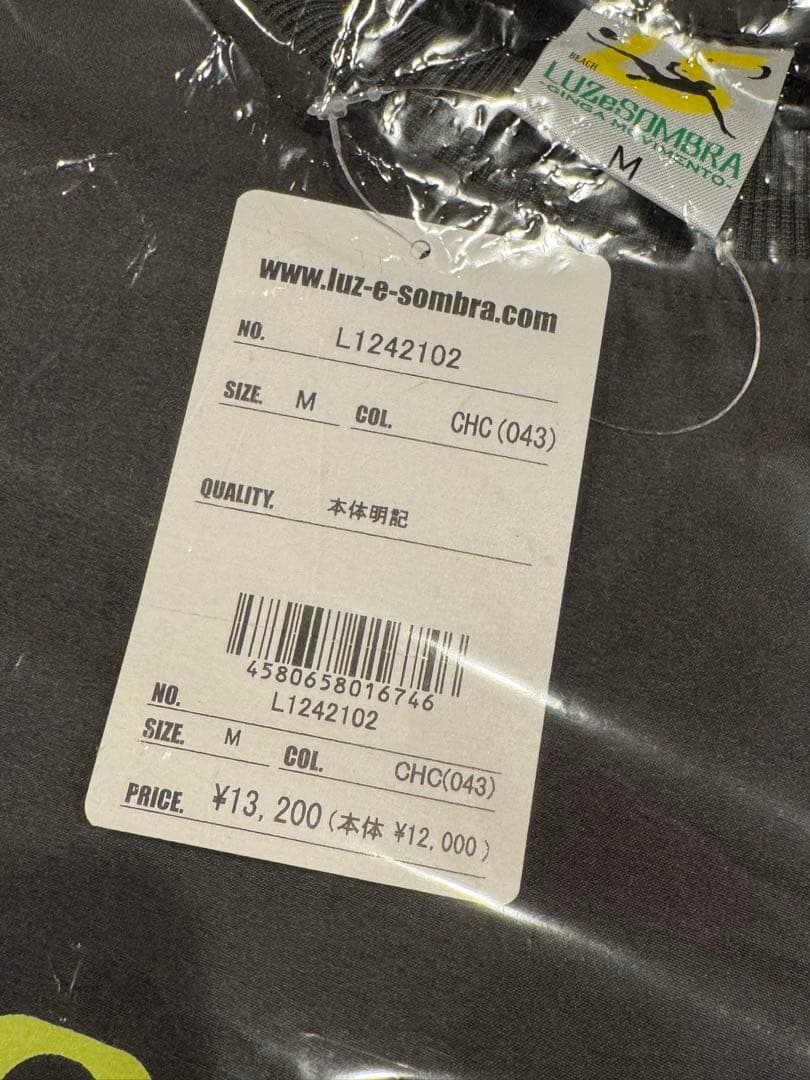 BEACH
LUZeSOMBRA
-GINGA MOVIMENTO-
M
www.luz-e-sombra.com
NO. L1242102
SIZE. M COL. CHC(043)
QUALITY. 本体明記
4580658016746
NO. L1242102
SIZE. M COL. CHC(043)
PRICE. ¥13,200(本体 ¥12,000)